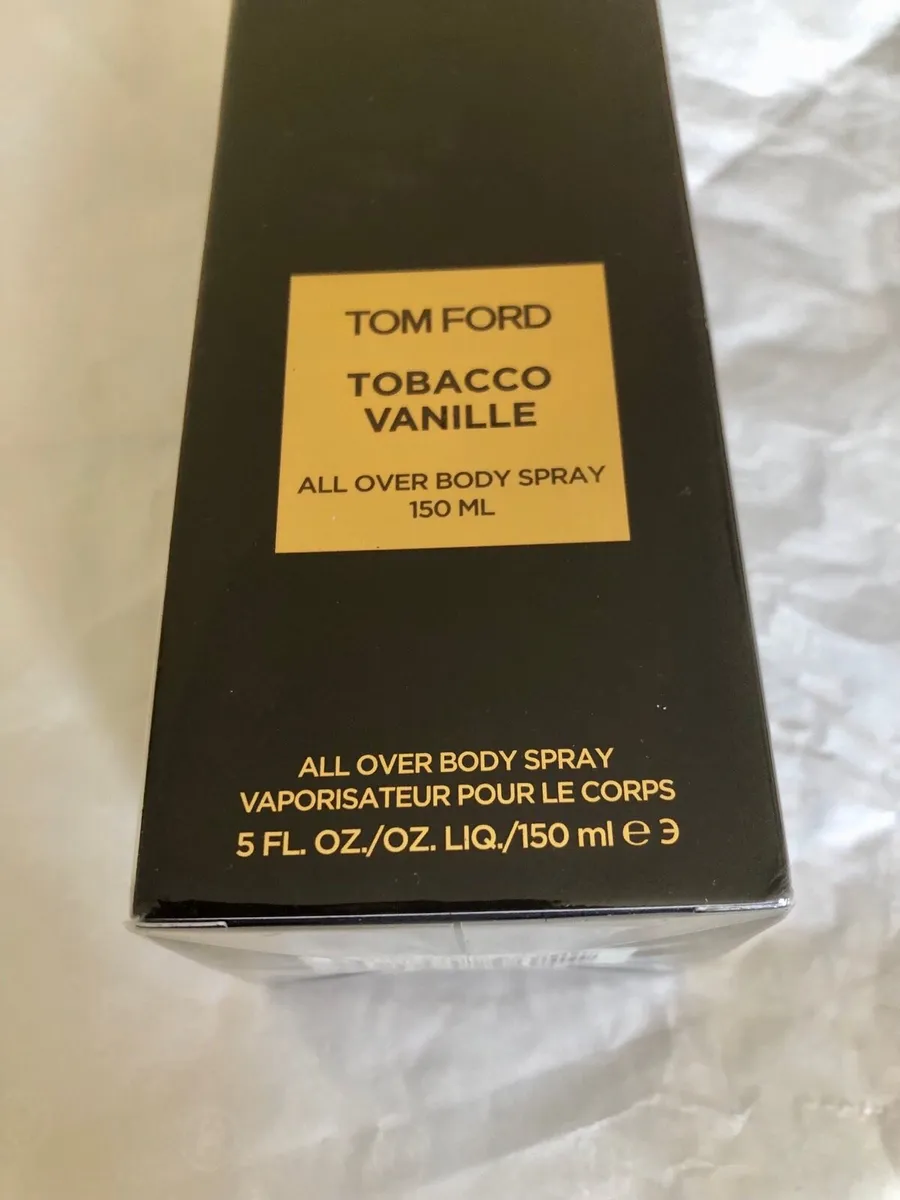 TOM FORD
TOBACCO
VANILLE
ALL OVER BODY SPRAY
150 ML
ALL OVER BODY SPRAY
VAPORISATEUR POUR LE CORPS
5 FL. OZ./OZ. LIQ./150 ml ℮ Э